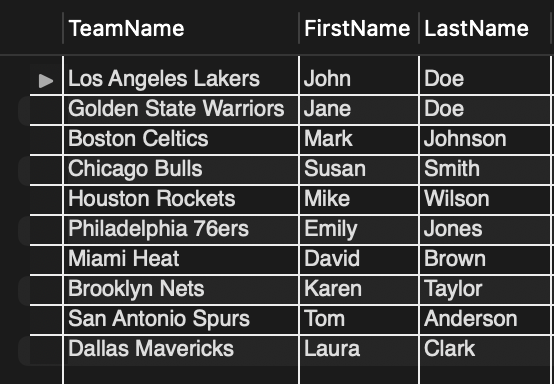 TeamName FirstName LastName
Los Angeles Lakers John Doe
Golden State Warriors Jane Doe
Boston Celtics Mark Johnson
Chicago Bulls Susan Smith
Houston Rockets Mike Wilson
Philadelphia 76ers Emily Jones
Miami Heat David Brown
Brooklyn Nets Karen Taylor
San Antonio Spurs Tom Anderson
Dallas Mavericks Laura Clark